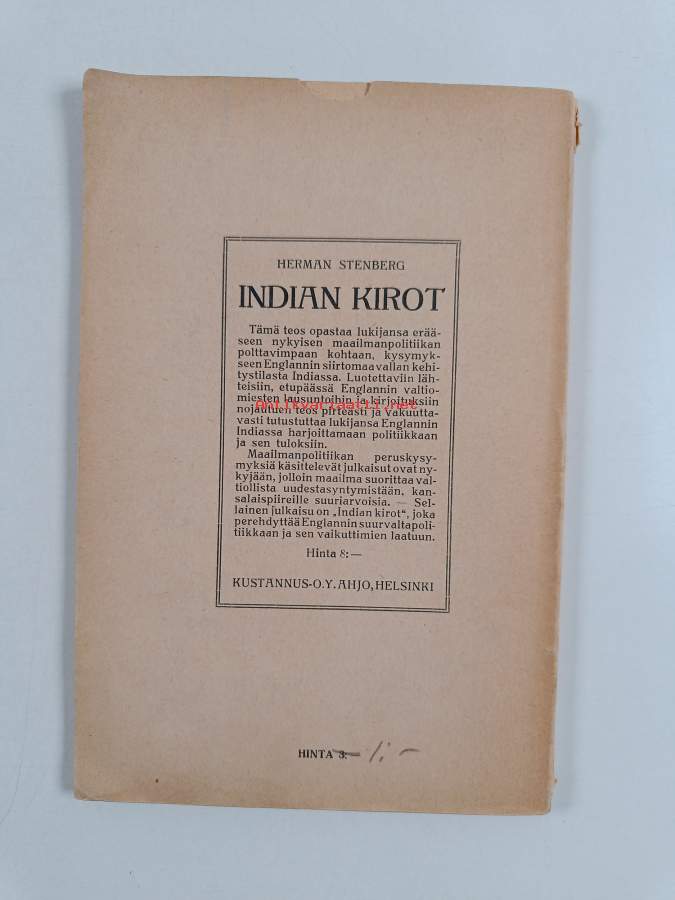 HERMAN STENBERG
INDIAN KIROT
Tämä teos opastaa lukijansa erää-
seen nykyisen maailmanpolitiikan
polttavimpaan kohtaan, kysymyk-
seen Englannin siirtomaavallan kehi-
tystilasta Indiassa. Luotettaviin läh-
teisiin, etupäässä Englannin valtio-
miesten lausuntoihin ja kirjoituksiin
antikvariaatti.net
nojautuen teos pirteästi ja vakuutta-
vasti tutustuttaa lukijansa Englannin
Indiassa harjoittamaan politiikkaan
ja sen tuloksiin.
Maailmanpolitiikan peruskysy-
myksiä käsittelevät julkaisut ovat ny-
kyjään, jolloin maailma suorittaa val-
tiollista uudestasyntymistään, kan-
salaispiireille suuriarvoisia. — Sel-
lainen julkaisu on „Indian kirot“, joka
perehdyttää Englannin suurvaltapoli-
tiikkaan ja sen vaikuttimien laatuun.
Hinta 8:—
KUSTANNUS-O.Y. AHJO, HELSINKI
HINTA 3:— 1:-